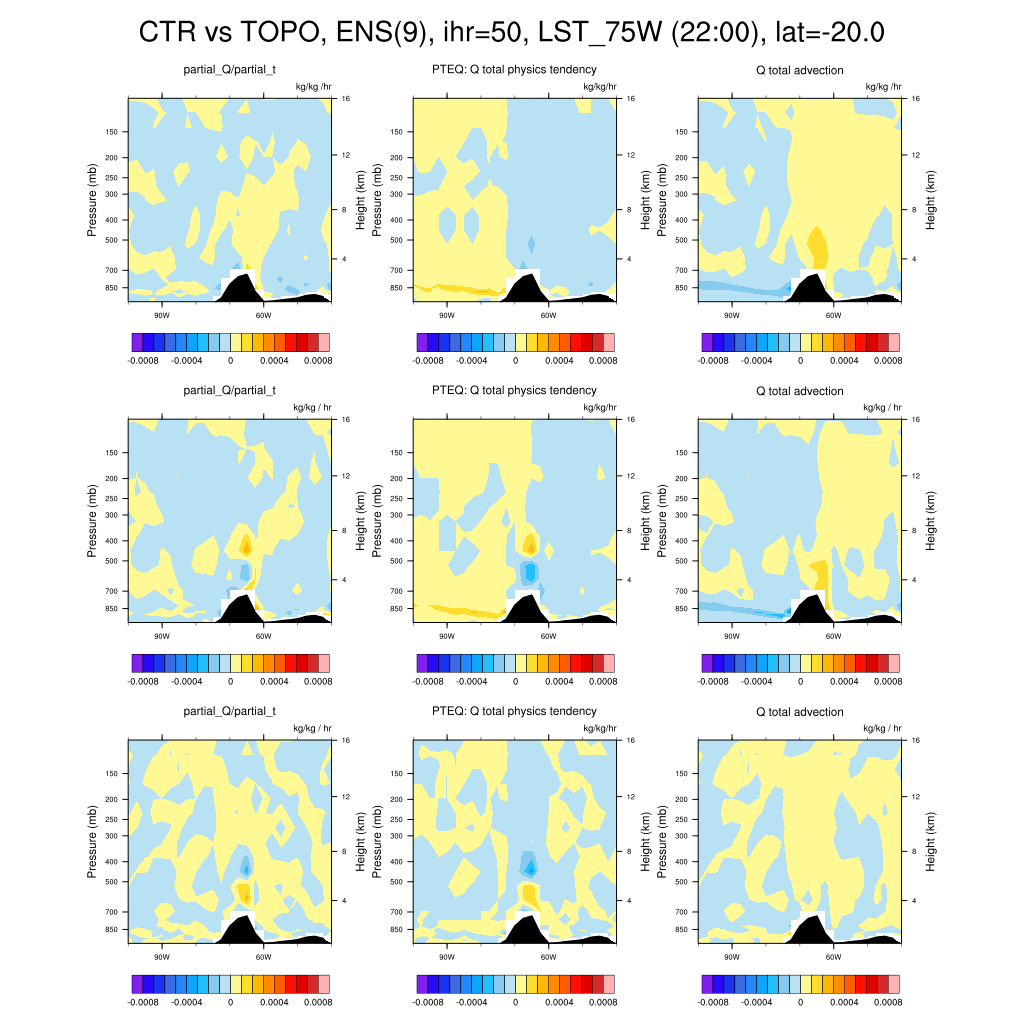 CTR vs TOPO, ENS(9), ihr=50, LST_75W (22:00), lat=-20.0
partial_Q/partial_t PTEQ: Q total physics tendency Q total advection
kg/kg /hr kg/kg/hr kg/kg /hr
16 16 16
150 150 150
12 12 12
200 200 200
250 250 250
300 300 300
8 8 8
400 400 400
500 500 500
4 4 4
700 700 700
850 850 850
Pressure (mb) Height (km) Pressure (mb) Height (km) Pressure (mb) Height (km)
90W 60W 90W 60W 90W 60W
-0.0008 -0.0004 0 0.0004 0.0008 -0.0008 -0.0004 0 0.0004 0.0008 -0.0008 -0.0004 0 0.0004 0.0008
partial_Q/partial_t PTEQ: Q total physics tendency Q total advection
kg/kg / hr kg/kg/hr kg/kg / hr
16 16 16
150 150 150
12 12 12
200 200 200
250 250 250
300 300 300
8 8 8
400 400 400
500 500 500
4 4 4
700 700 700
850 850 850
Pressure (mb) Height (km) Pressure (mb) Height (km) Pressure (mb) Height (km)
90W 60W 90W 60W 90W 60W
-0.0008 -0.0004 0 0.0004 0.0008 -0.0008 -0.0004 0 0.0004 0.0008 -0.0008 -0.0004 0 0.0004 0.0008
partial_Q/partial_t PTEQ: Q total physics tendency Q total advection
kg/kg / hr kg/kg/hr kg/kg / hr
16 16 16
150 150 150
12 12 12
200 200 200
250 250 250
300 300 300
8 8 8
400 400 400
500 500 500
4 4 4
700 700 700
850 850 850
Pressure (mb) Height (km) Pressure (mb) Height (km) Pressure (mb) Height (km)
90W 60W 90W 60W 90W 60W
-0.0008 -0.0004 0 0.0004 0.0008 -0.0008 -0.0004 0 0.0004 0.0008 -0.0008 -0.0004 0 0.0004 0.0008